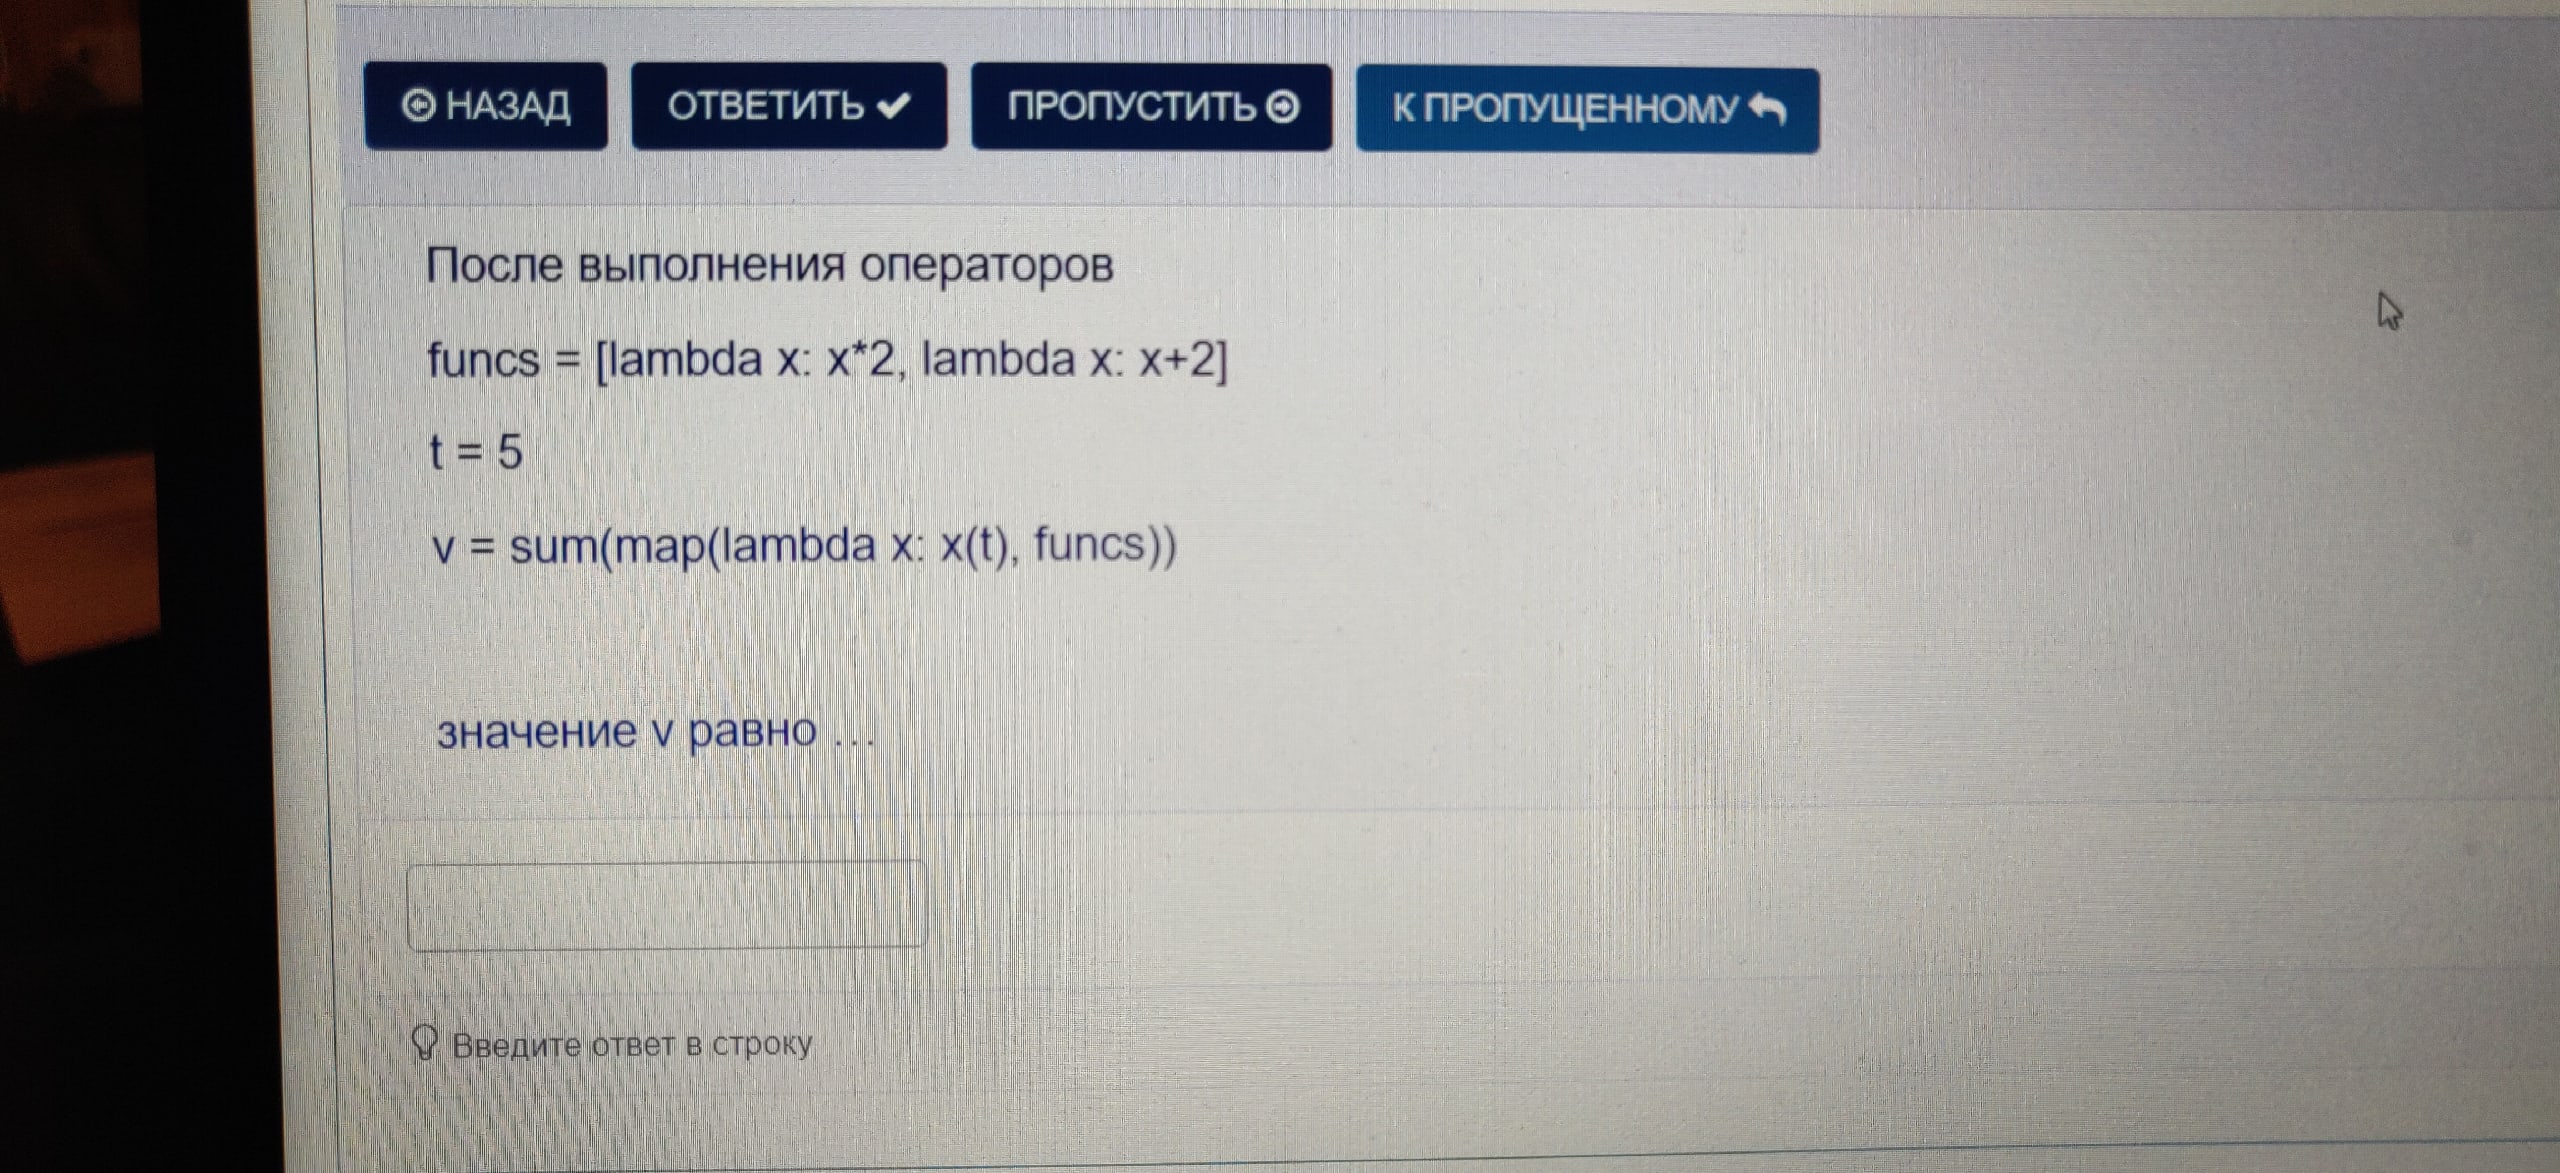 НАЗАД ОТВЕТИТЬ ПРОПУСТИТЬ К ПРОПУЩЕННОМУ
После выполнения операторов
funcs = [lambda x: x*2, lambda x: x+2]
t = 5
v = sum(map(lambda x: x(t), funcs))
значение v равно ...
Введите ответ в строку